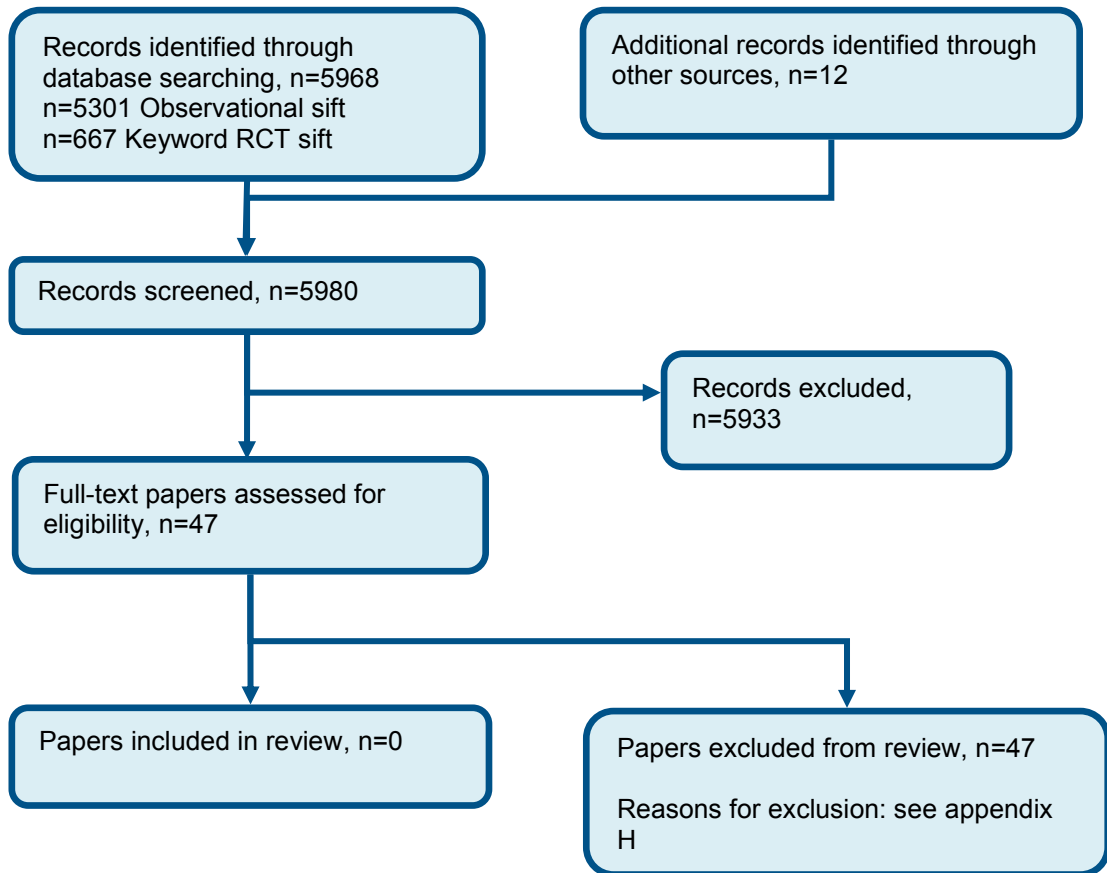 Records identified through
database searching, n=5968
n=5301 Observational sift
n=667 Keyword RCT sift
Additional records identified through
other sources, n=12
Records screened, n=5980
Records excluded,
n=5933
Full-text papers assessed for
eligibility, n=47
Papers included in review, n=0
Papers excluded from review, n=47
Reasons for exclusion: see appendix
H